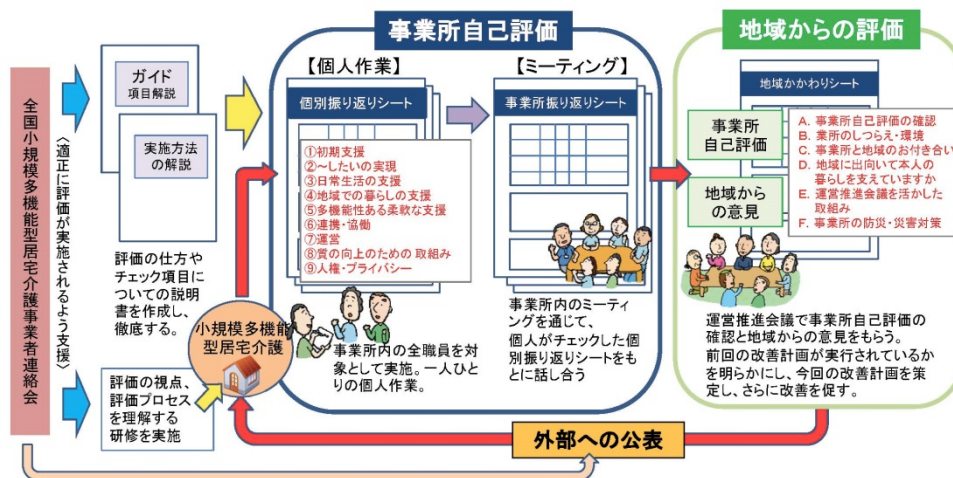 全国小規模多機能型居宅介護事業者連絡会
〈適正に評価が実施されるよう支援〉
ガイド
項目解説
実施方法
の解説
評価の仕方や
チェック項目に
ついての説明
書を作成し、
徹底する。
評価の視点、
評価プロセス
を理解する
研修を実施
小規模多機能
型居宅介護
事業所自己評価
【個人作業】
個別振り返りシート
①初期支援
②～したいの実現
③日常生活の支援
④地域での暮らしの支援
⑤多機能性ある柔軟な支援
⑥連携・協働
⑦運営
⑧質の向上のための 取組み
⑨人権・プライバシー
事業所内の全職員を
対象として実施。一人ひ
とりの個人作業。
【ミーティング】
事業所振り返りシート
事業所内のミーティ
ングを通じて、
個人がチェックした個
別振り返りシートをも
とに話し合う
地域からの評価
地域かかわりシート
事業所
自己評価
地域から
の意見
A. 事業所自己評価の確認
B. 業所のしつらえ・環境
C. 事業所と地域のお付き合い
D. 地域に出向いて本人の
暮らしを支えていますか
E. 運営推進会議を活かした
取組み
F. 事業所の防災・災害対策
運営推進会議で事業所自己評価の
確認と地域からの意見をもらう。
前回の改善計画が実行されているか
を明らかにし、今回の改善計画を策
定し、さらに改善を促す。
外部への公表